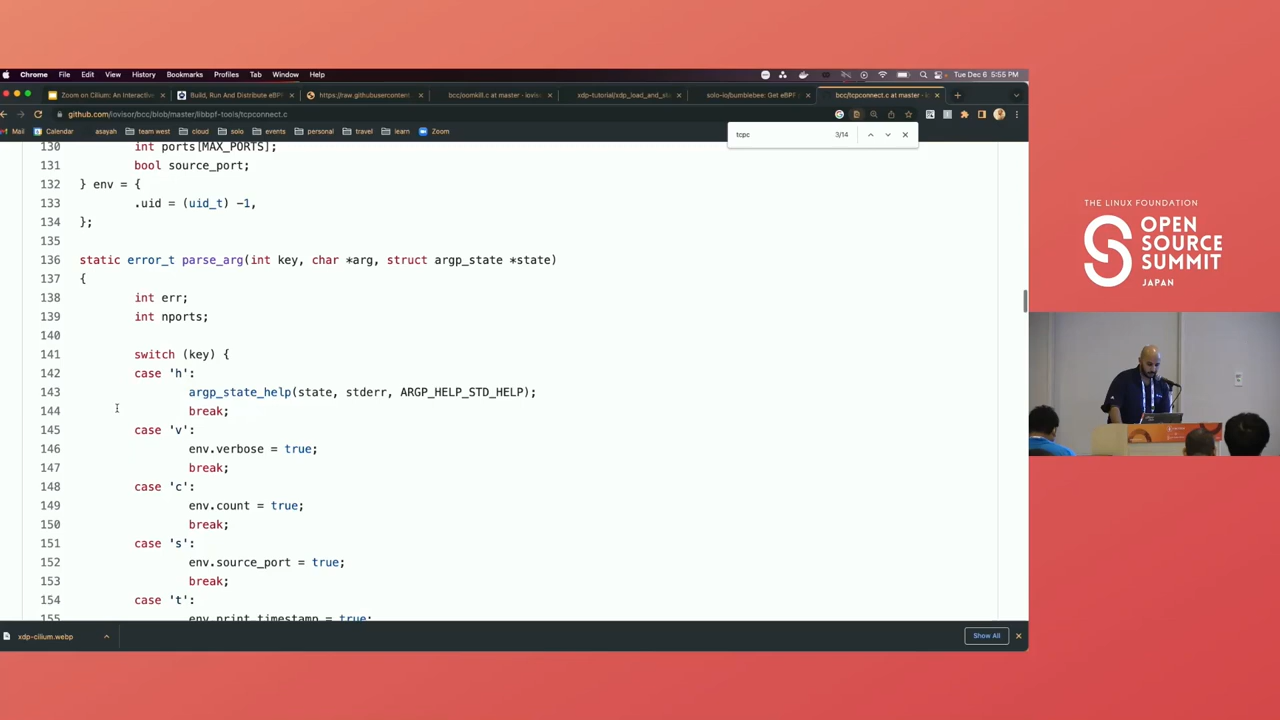 Chrome File Edit View History Bookmarks Profiles Tab Window Help Tue Dec 6 5:55 PM
Zoom on Cilium: An Interactive Build, Run And Distribute eBPF https://raw.githubusercontent. bcc/oomkill.c at master · iovisor xdp-tutorial/xdp_load_and_sta solo-io/bumblebee: Get eBPF p bcc/tcpconnect.c at master · io
github.com/iovisor/bcc/blob/master/libbpf-tools/tcpconnect.c
Mail Calendar asayah team west cloud solo events personal travel learn Zoom
tcpc 3/14
130 int ports[MAX_PORTS];
131 bool source_port;
132 } env = {
133 .uid = (uid_t) -1,
134 };
135
136 static error_t parse_arg(int key, char *arg, struct argp_state *state)
137 {
138 int err;
139 int nports;
140
141 switch (key) {
142 case 'h':
143 argp_state_help(state, stderr, ARGP_HELP_STD_HELP);
144 break;
145 case 'v':
146 env.verbose = true;
147 break;
148 case 'c':
149 env.count = true;
150 break;
151 case 's':
152 env.source_port = true;
153 break;
154 case 't':
155 env.print_timestamp = true;
xdp-cilium.webp
Show All
THE LINUX FOUNDATION
OPEN
SOURCE
SUMMIT
JAPAN